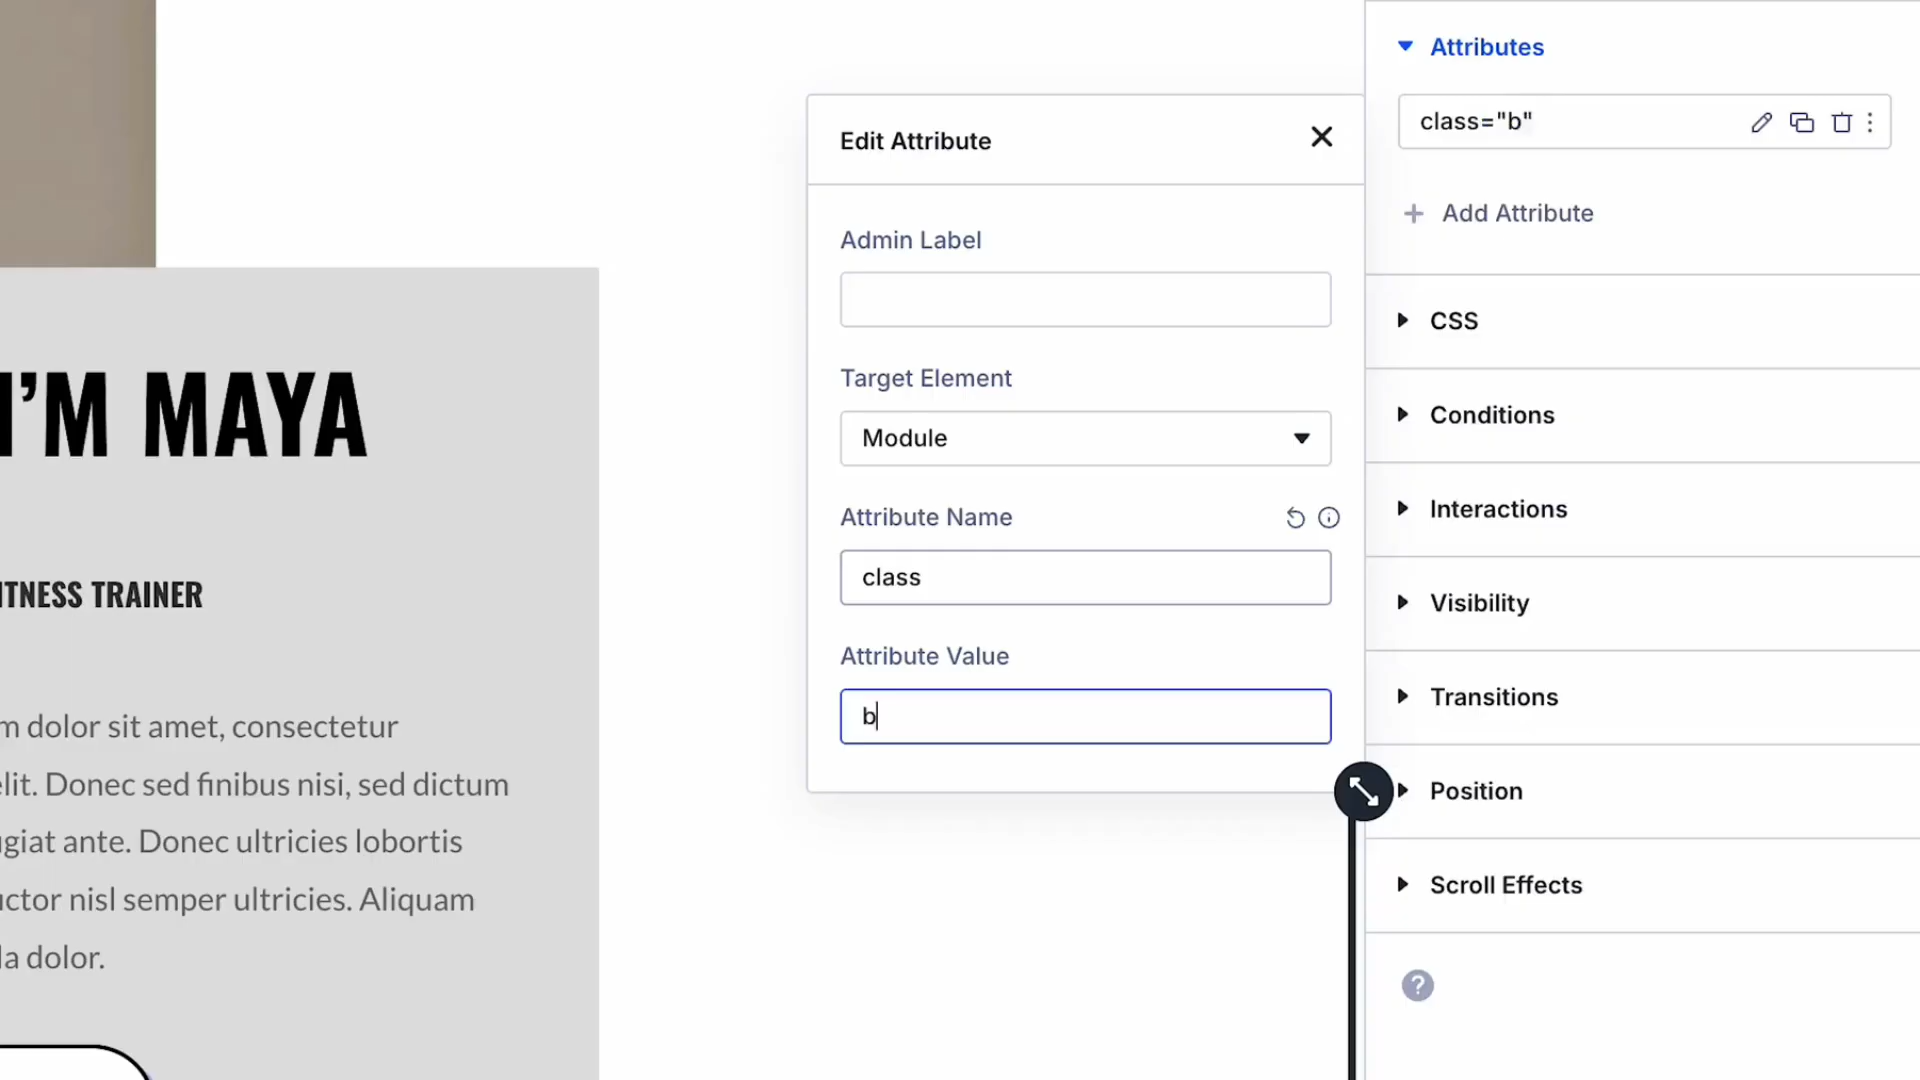 I’M MAYA
ITNESS TRAINER
m dolor sit amet, consectetur
elit. Donec sed finibus nisi, sed dictum
ugiat ante. Donec ultricies lobortis
uctor nisl semper ultricies. Aliquam
la dolor.
Edit Attribute
Admin Label
Target Element
Module
Attribute Name
class
Attribute Value
b
Attributes
class="b"
Add Attribute
CSS
Conditions
Interactions
Visibility
Transitions
Position
Scroll Effects
?